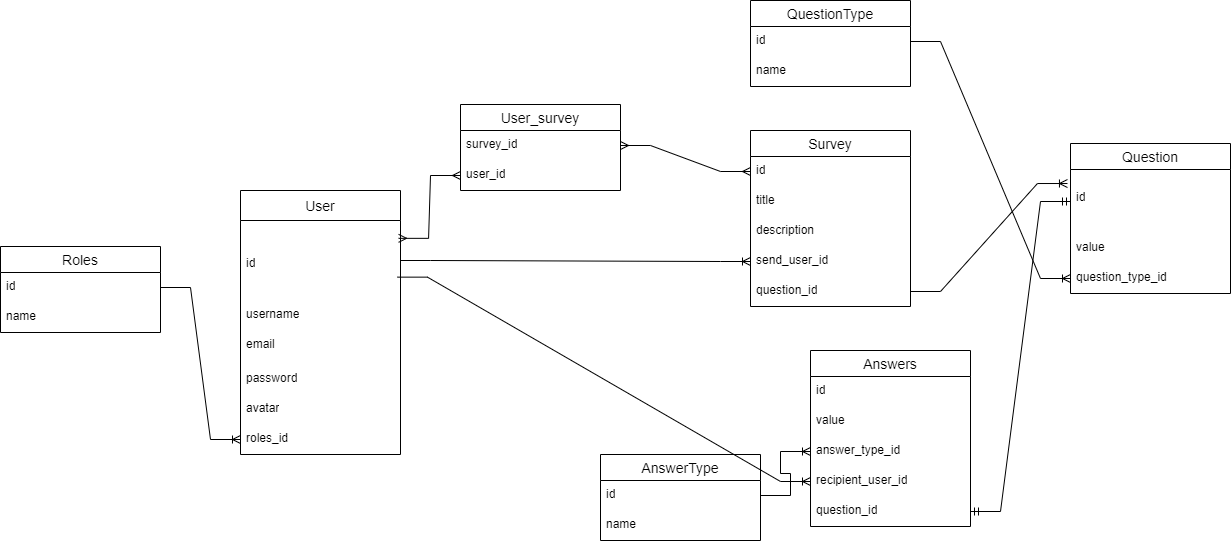 QuestionType
id
name
User_survey
survey_id
user_id
Survey
id
title
description
send_user_id
question_id
Question
id
value
question_type_id
User
id
username
email
password
avatar
roles_id
Roles
id
name
Answers
id
value
answer_type_id
recipient_user_id
question_id
AnswerType
id
name